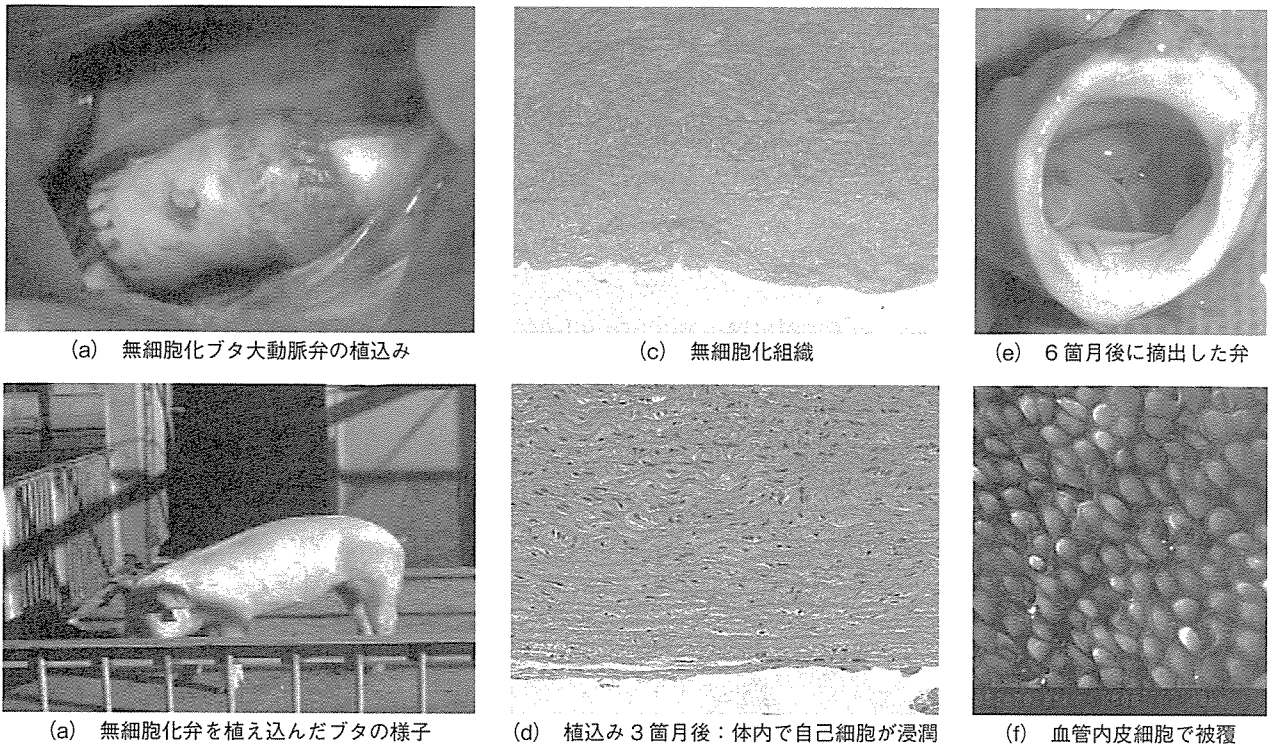 (a) 無細胞化ブタ大動脈弁の植込み
(c) 無細胞化組織
(e) 6箇月後に摘出した弁
(a) 無細胞化弁を植え込んだブタの様子
(d) 植込み3箇月後：体内で自己細胞が浸潤
(f) 血管内皮細胞で被覆